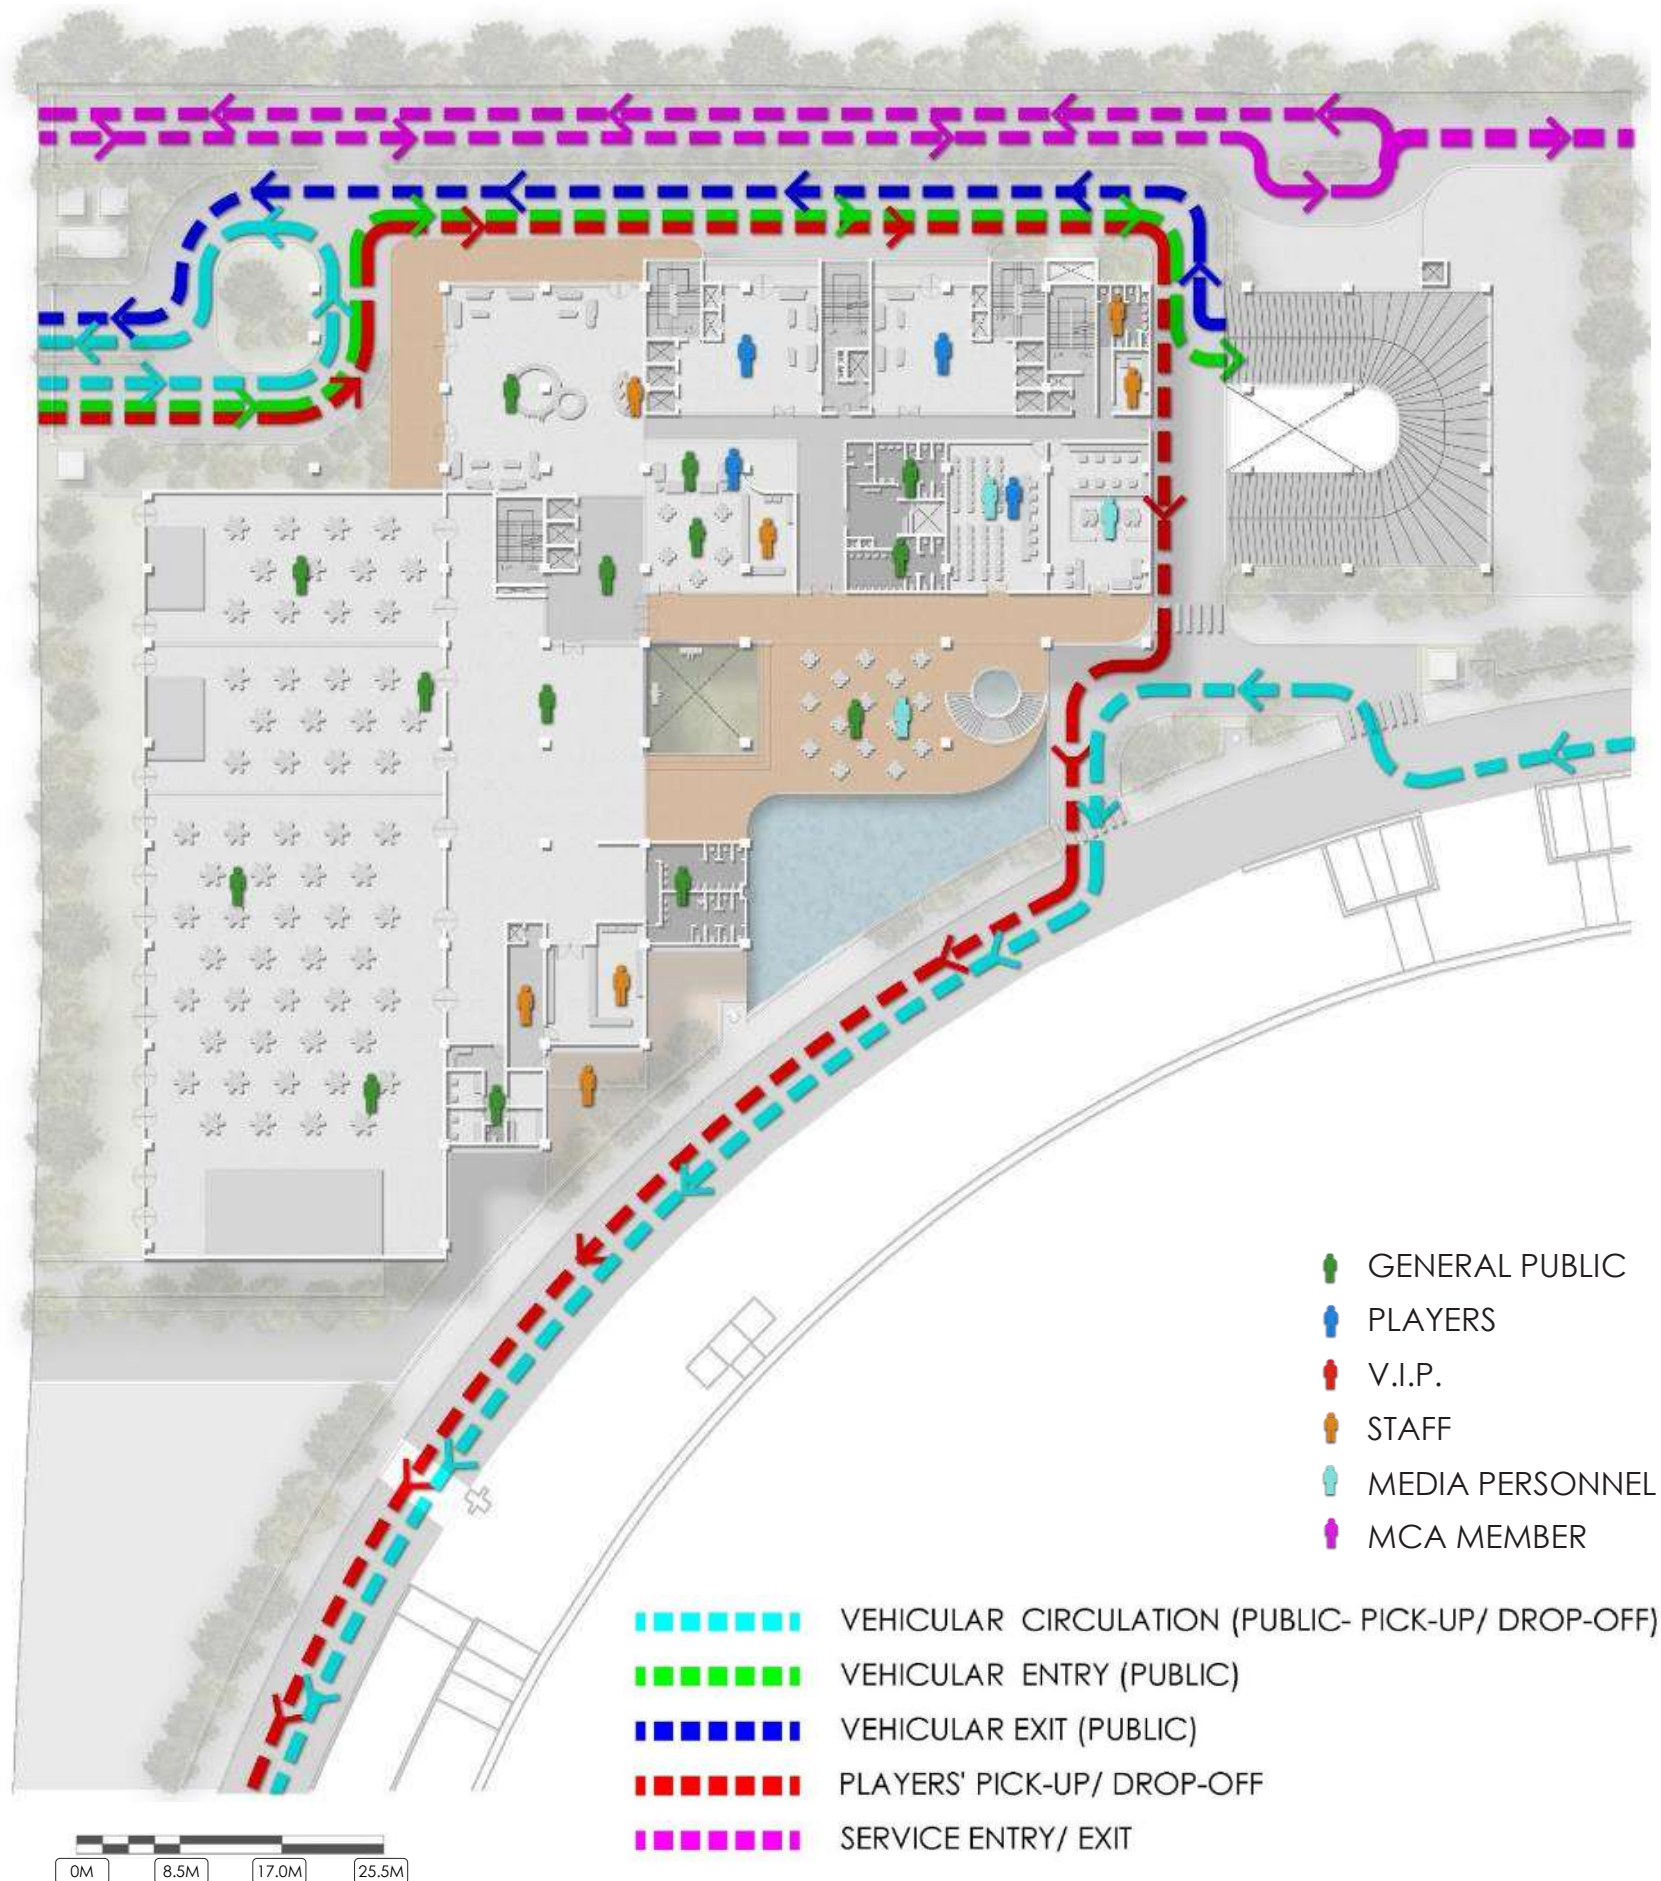 GENERAL PUBLIC
PLAYERS
V.I.P.
STAFF
MEDIA PERSONNEL
MCA MEMBER
VEHICULAR CIRCULATION (PUBLIC- PICK-UP/ DROP-OFF)
VEHICULAR ENTRY (PUBLIC)
VEHICULAR EXIT (PUBLIC)
PLAYERS' PICK-UP/ DROP-OFF
SERVICE ENTRY/ EXIT
0M 8.5M 17.0M 25.5M